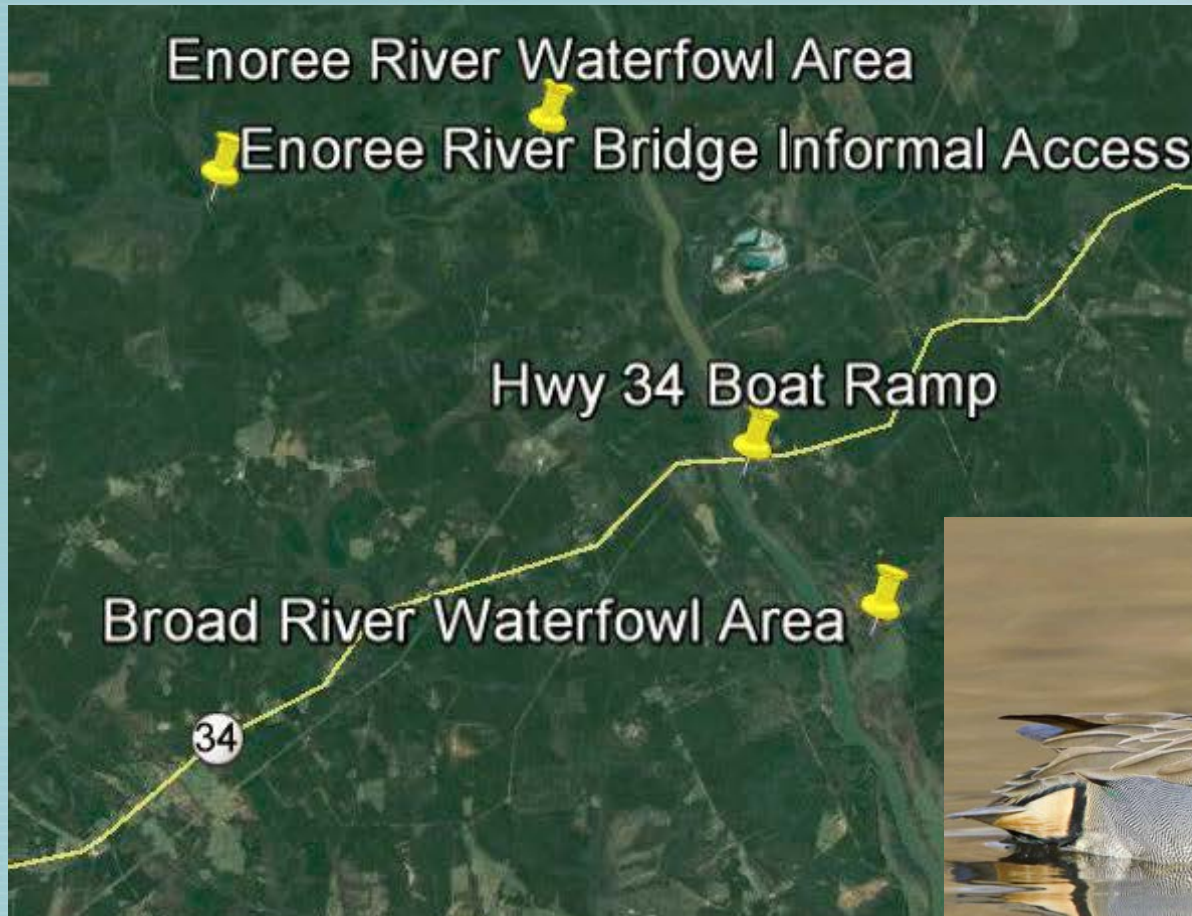 Enoree River Waterfowl Area
Enoree River Bridge Informal Access
Hwy 34 Boat Ramp
Broad River Waterfowl Area
34